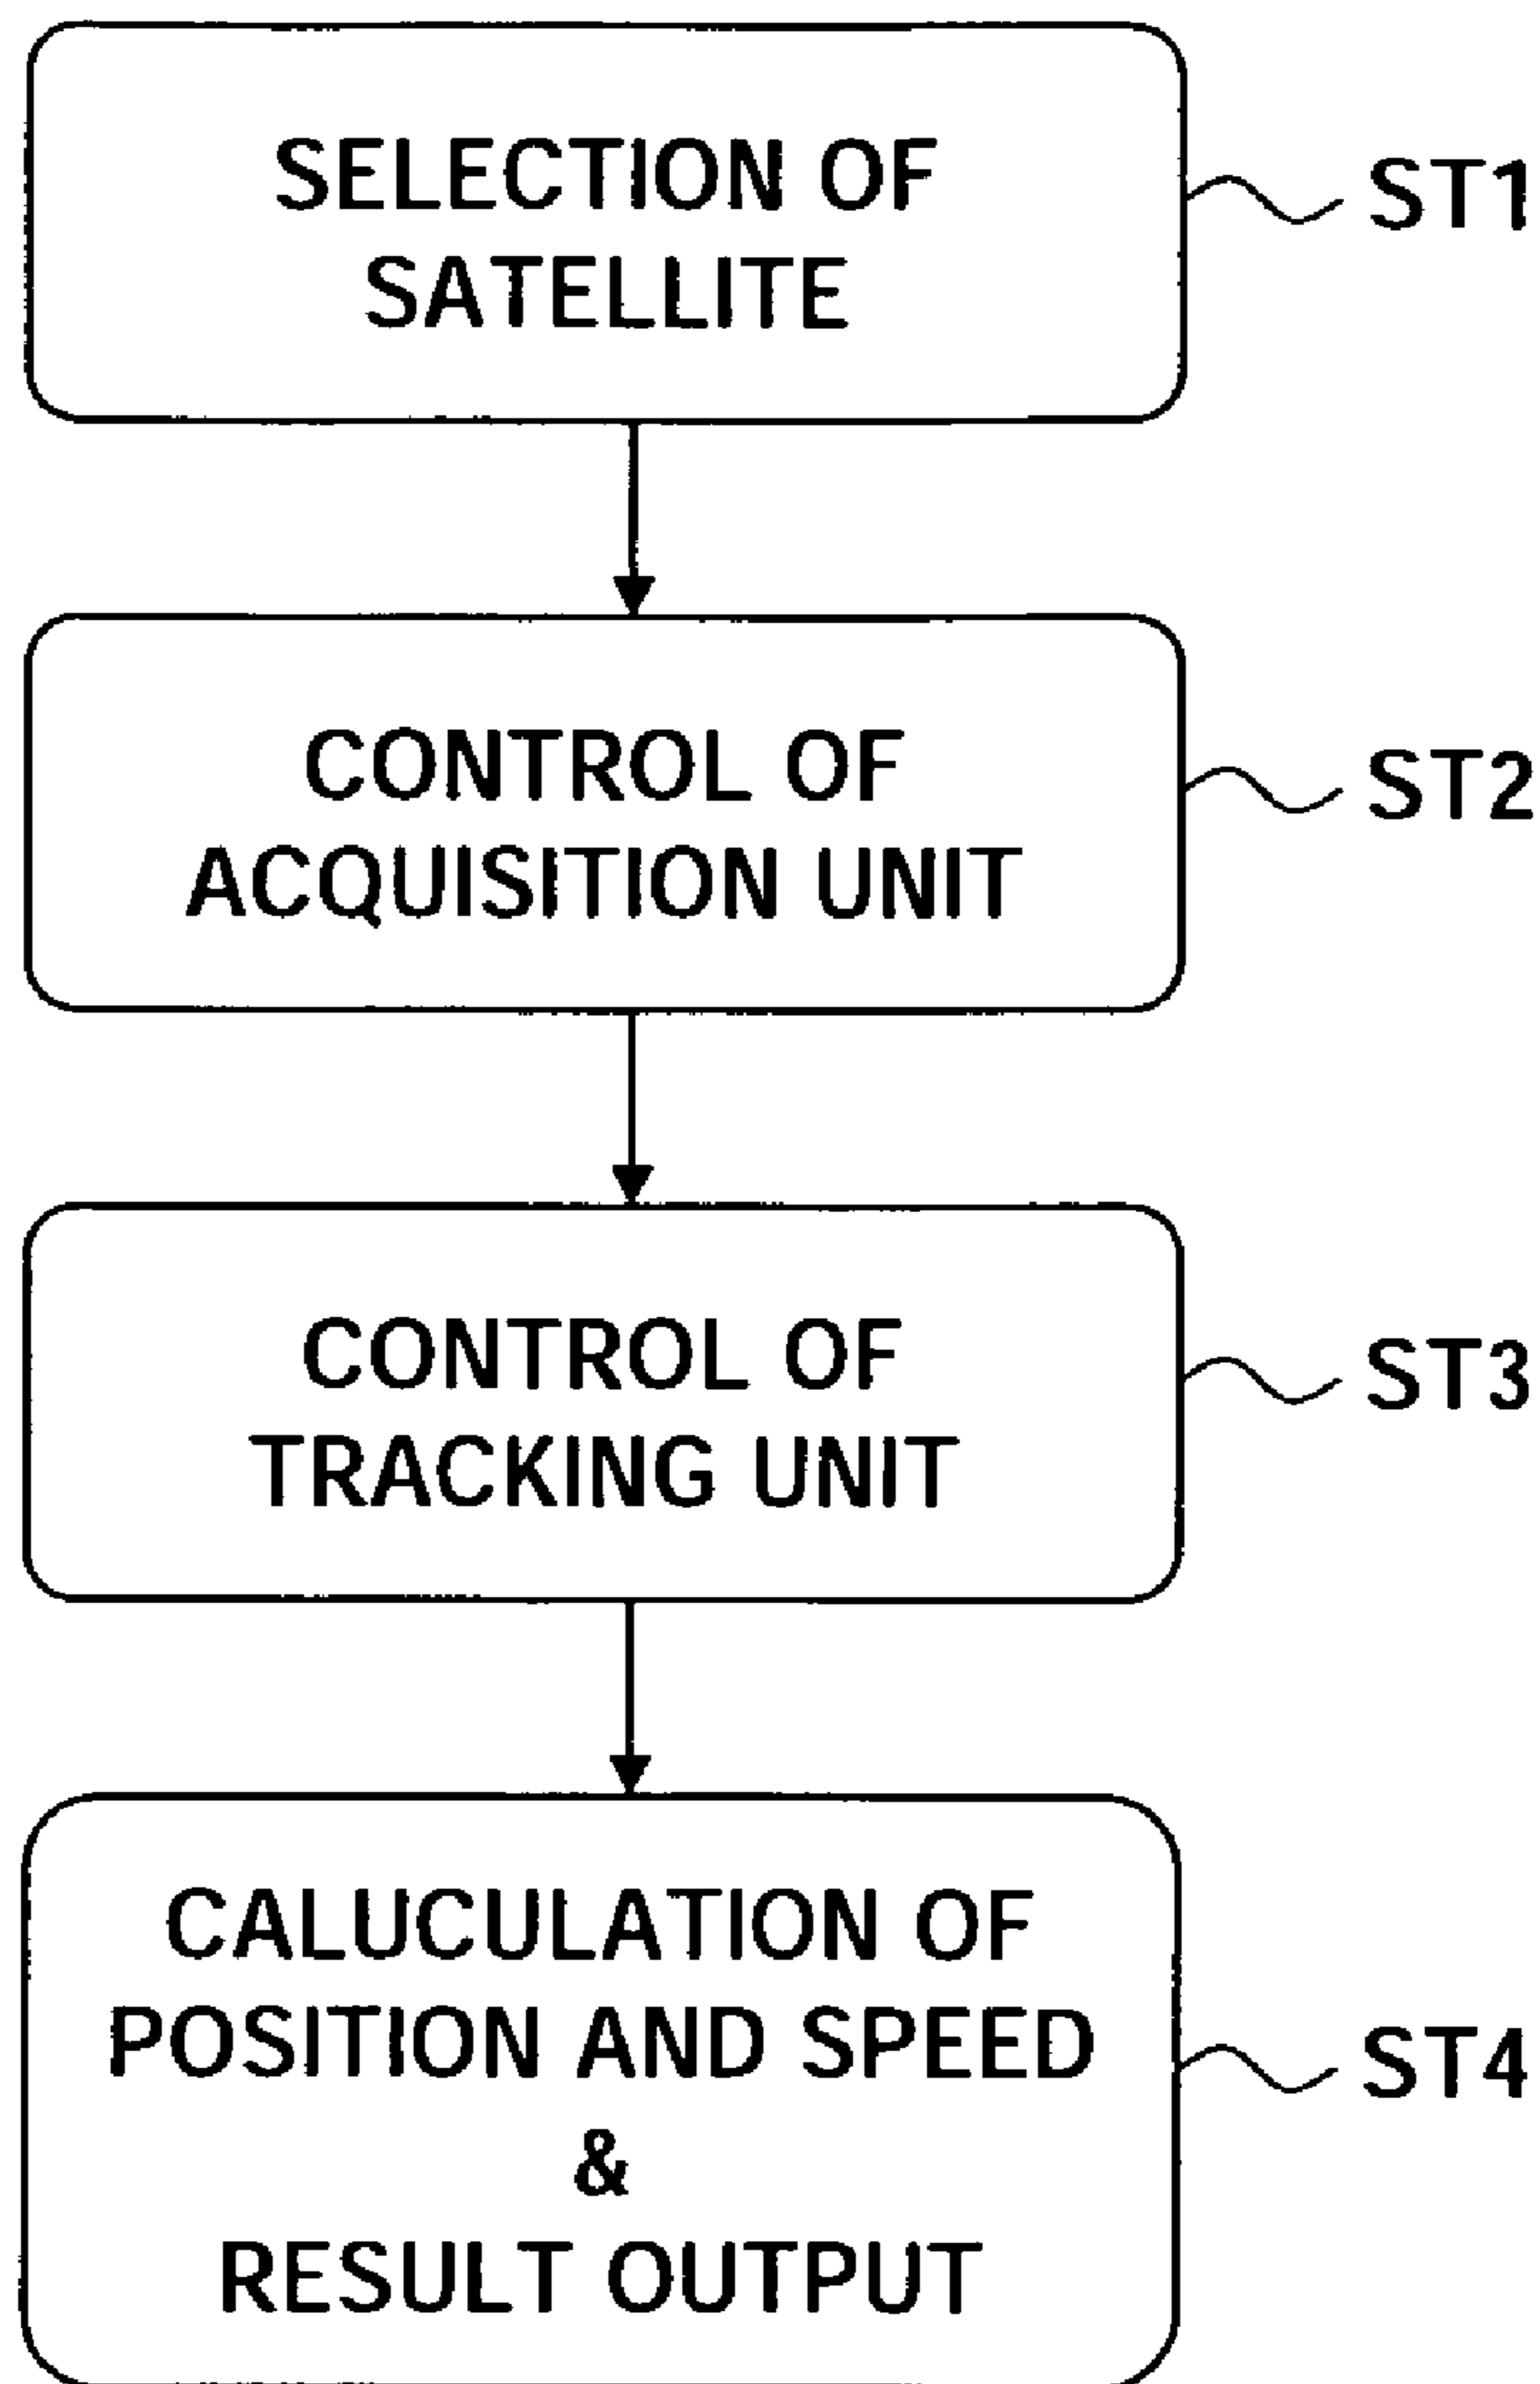 SELECTION OF
SATELLITE
ST1
CONTROL OF
ACQUISITION UNIT
ST2
CONTROL OF
TRACKING UNIT
ST3
CALUCULATION OF
POSITION AND SPEED
&
RESULT OUTPUT
ST4